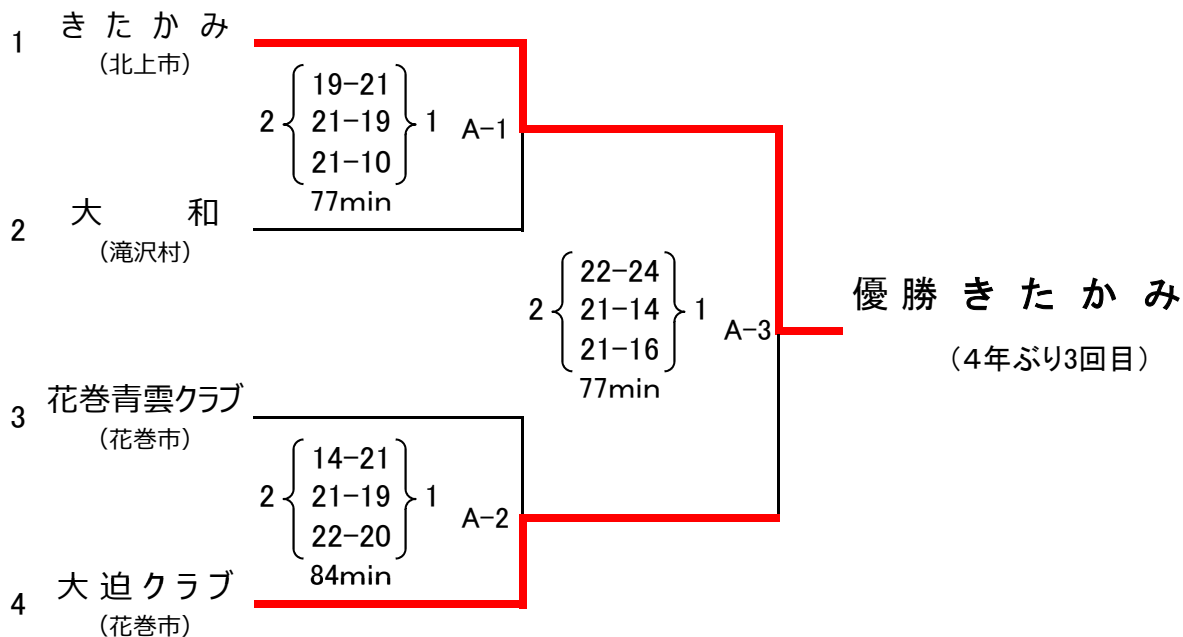 1 きたかみ
(北上市)
2 19-21 1 A-1
21-19
21-10
77min
2 大 和
(滝沢村)
2 22-24 1 A-3
21-14
21-16
77min
優勝 きたかみ
(4年ぶり3回目)
3 花巻青雲クラブ
(花巻市)
2 14-21 1 A-2
21-19
22-20
84min
4 大迫クラブ
(花巻市)